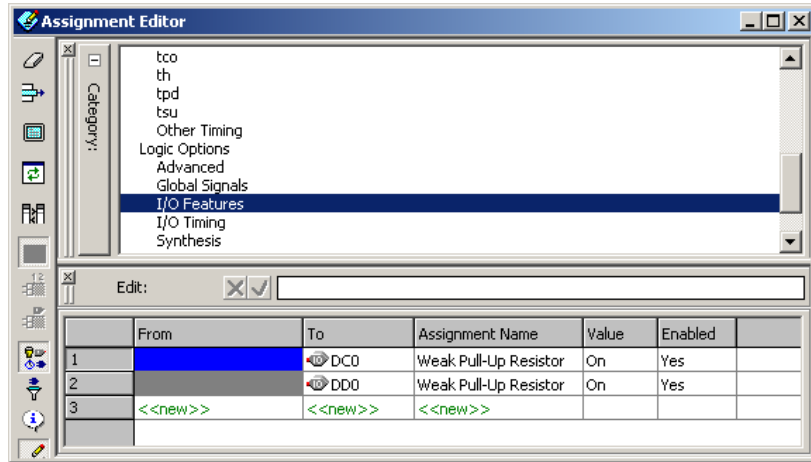 Assignment Editor
Category:
tco
th
tpd
tsu
Other Timing
Logic Options
Advanced
Global Signals
I/O Features
I/O Timing
Synthesis
Edit:
From To Assignment Name Value Enabled
1 DC0 Weak Pull-Up Resistor On Yes
2 DD0 Weak Pull-Up Resistor On Yes
3 <<new>> <<new>> <<new>>